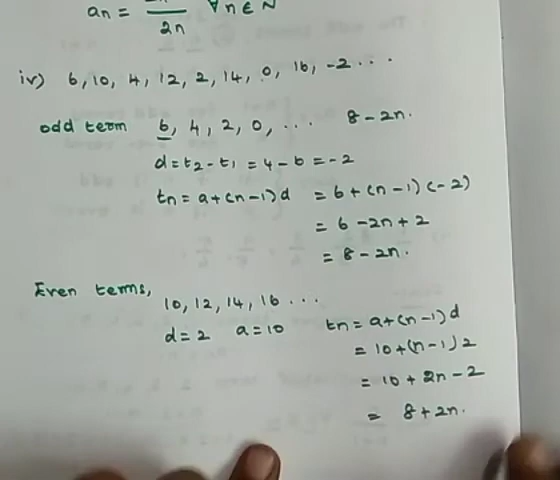 an = 2n ∀ n ∈ N
iv) 6, 10, 4, 12, 2, 14, 0, 16, -2 ...
odd term 6, 4, 2, 0, ... 8 - 2n.
d = t2 - t1 = 4 - 6 = -2
tn = a + (n-1) d = 6 + (n-1) (-2)
= 6 - 2n + 2
= 8 - 2n.
Even terms,
10, 12, 14, 16 ...
d = 2 a = 10 tn = a + (n-1) d
= 10 + (n-1) 2
= 10 + 2n - 2
= 8 + 2n.